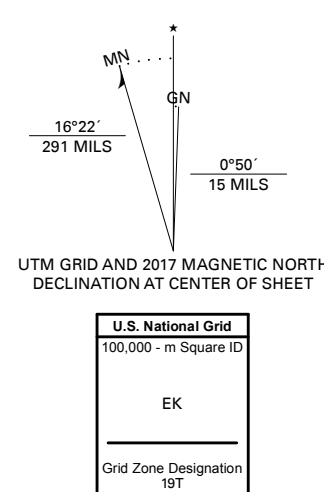 ★
MN
GN
16°22´
291 MILS
0°50´
15 MILS
UTM GRID AND 2017 MAGNETIC NORTH
DECLINATION AT CENTER OF SHEET
U.S. National Grid
100,000 - m Square ID
EK
Grid Zone Designation
19T